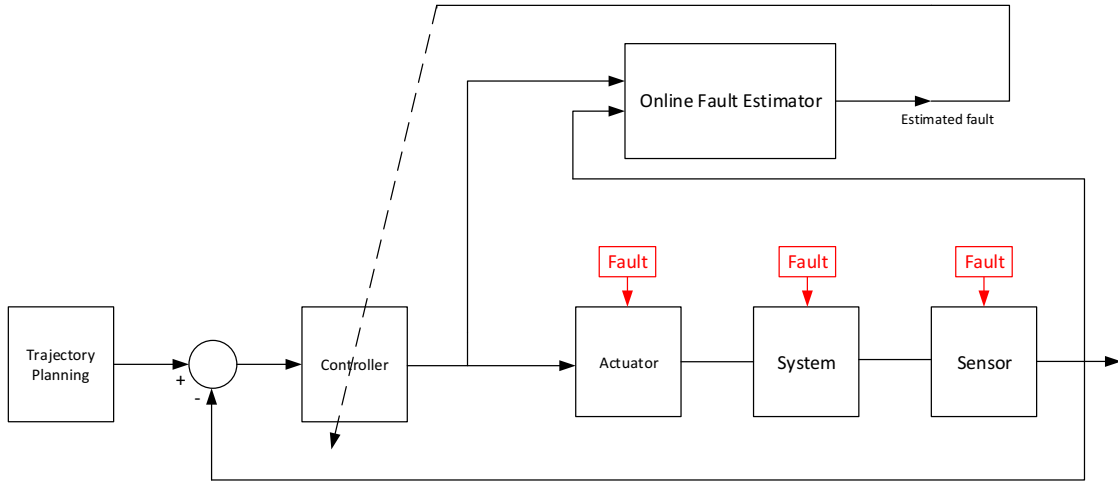 Online Fault Estimator
Estimated fault
Fault
Fault
Fault
Trajectory
Planning
+
-
Controller
Actuator
System
Sensor